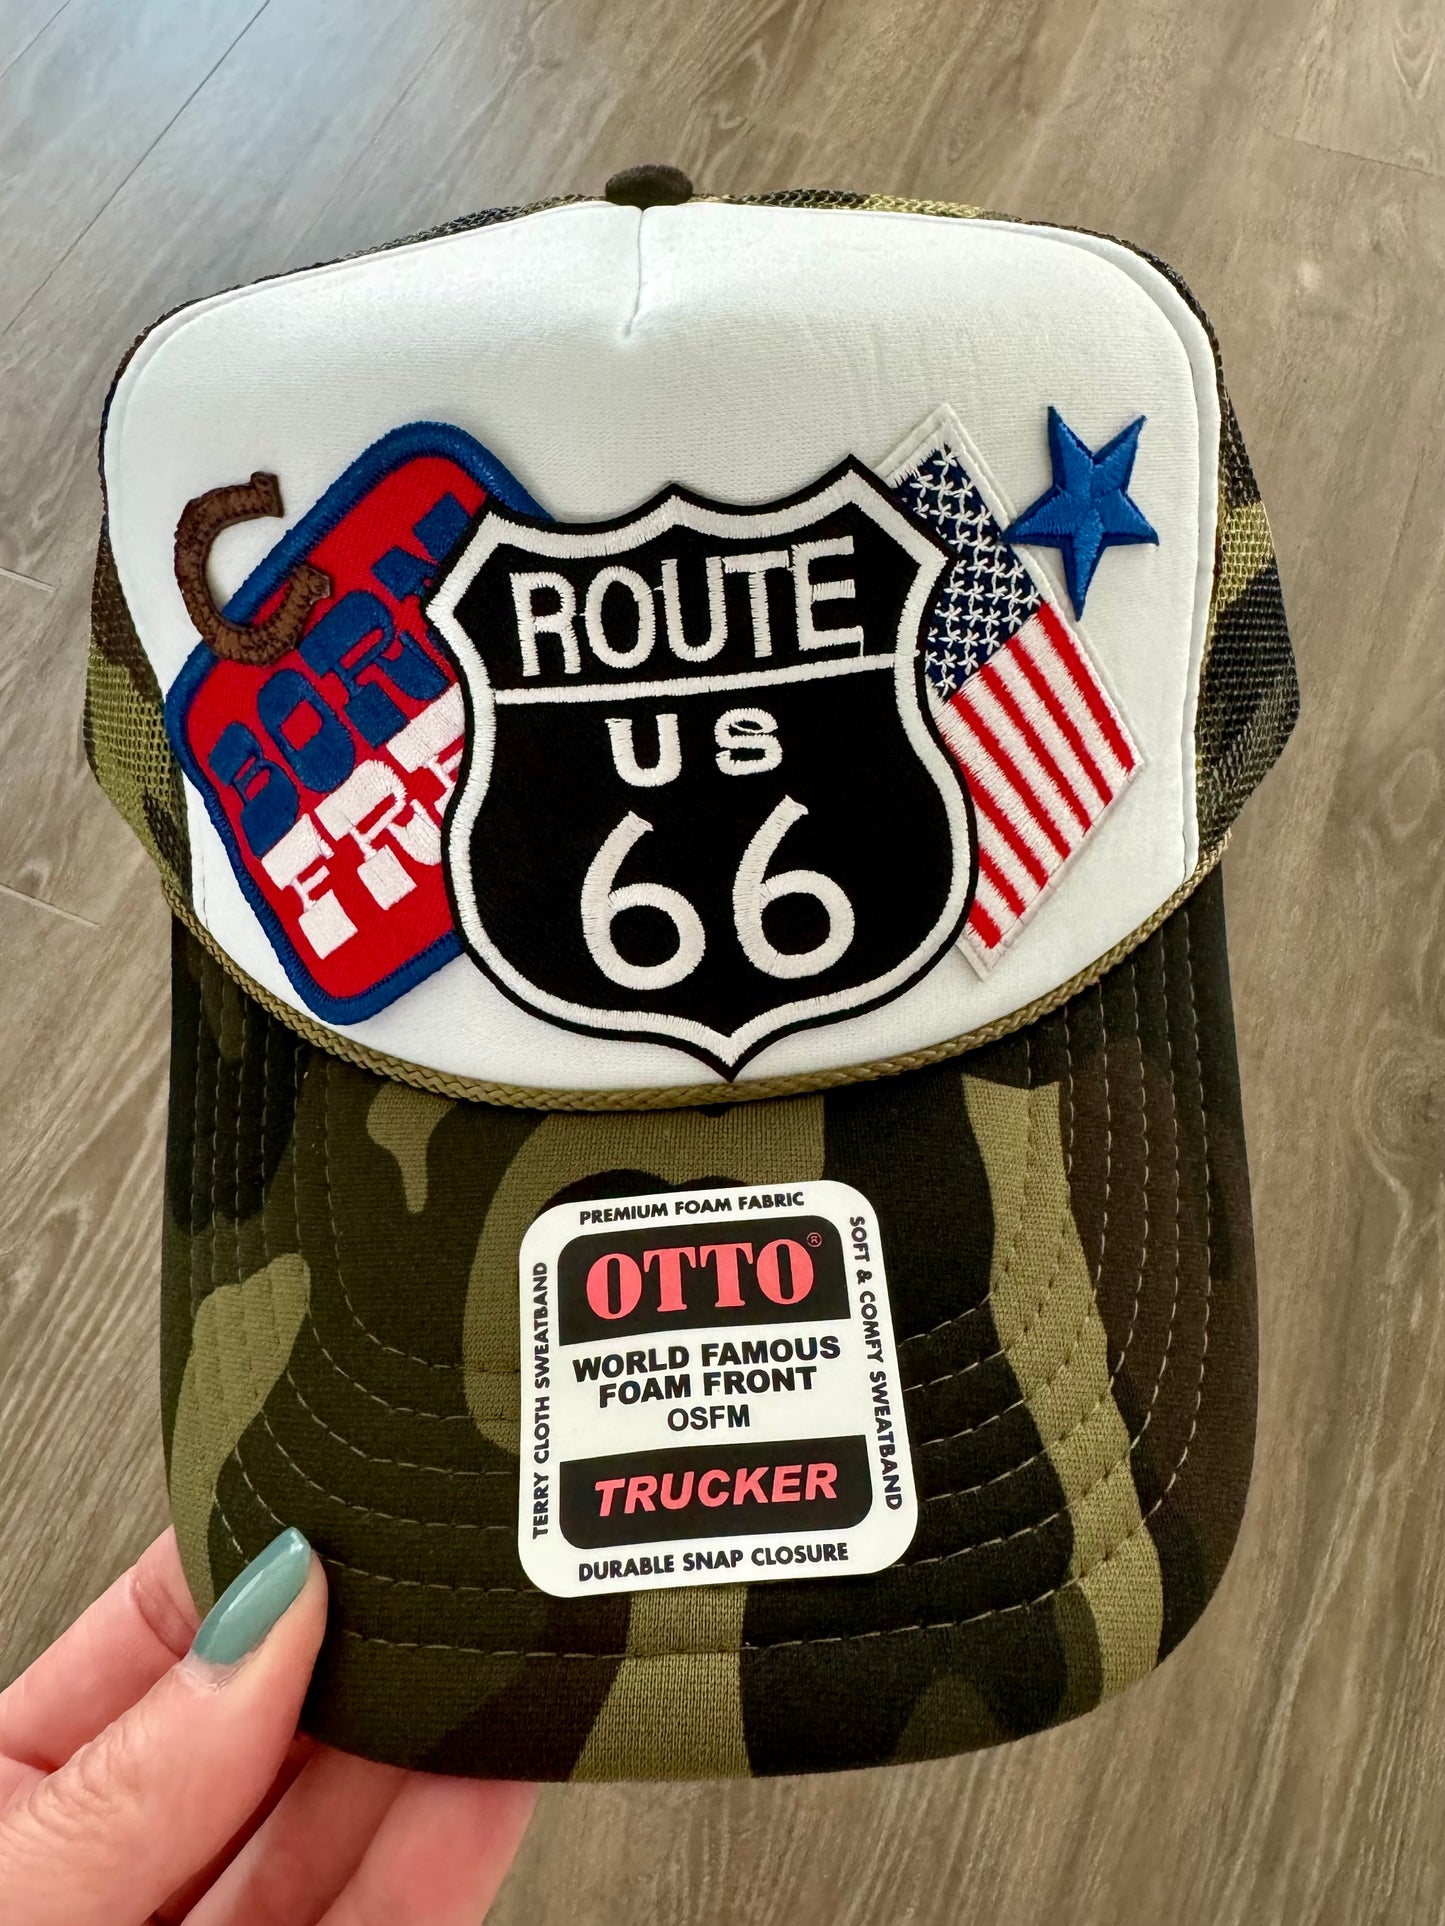 BORN
ROUTE
US
66
PREMIUM FOAM FABRIC
OTTO®
WORLD FAMOUS
FOAM FRONT
OSFM
TRUCKER
DURABLE SNAP CLOSURE
TERRY CLOTH SWEATBAND
SOFT & COMFY SWEATBAND